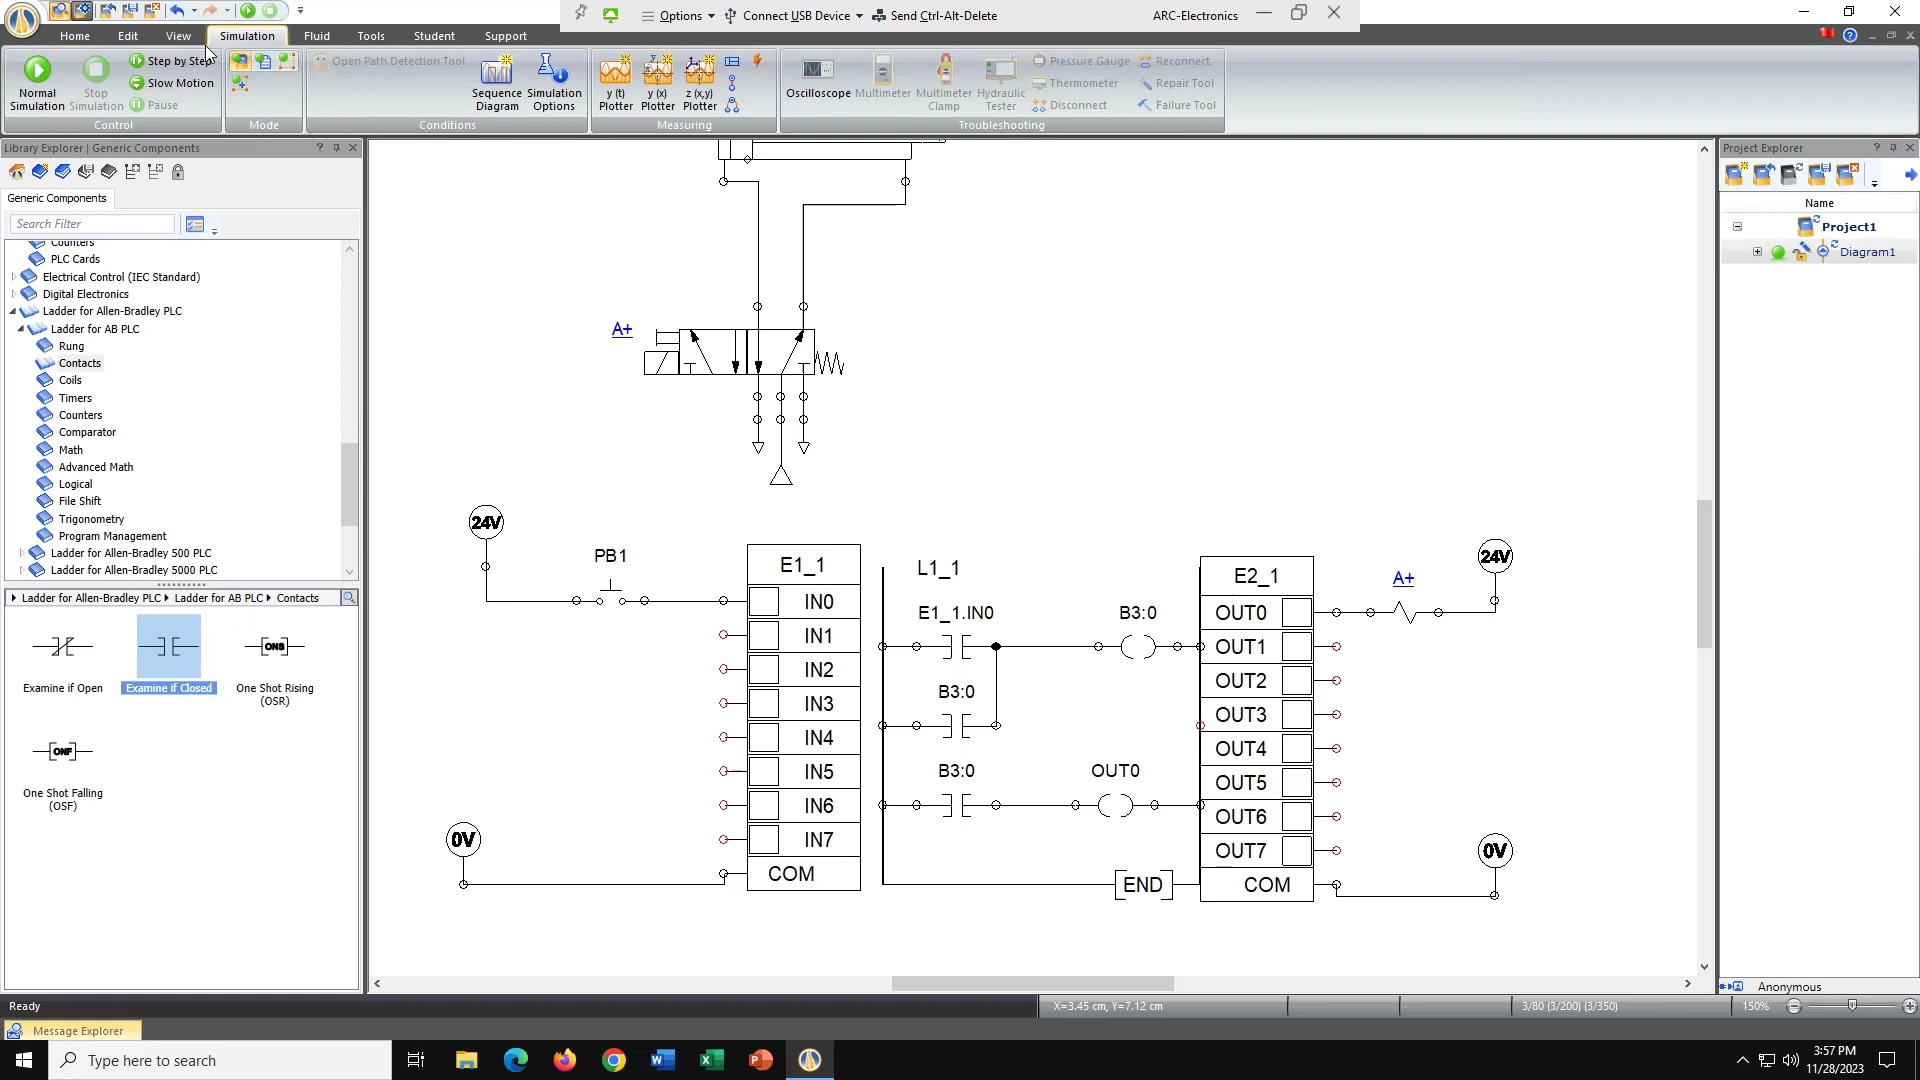 Options
Connect USB Device
Send Ctrl-Alt-Delete
ARC-Electronics
Home
Edit
View
Simulation
Fluid
Tools
Student
Support
Normal Simulation
Stop Simulation
Step by Step
Slow Motion
Pause
Control
Mode
Open Path Detection Tool
Sequence Diagram
Simulation Options
Conditions
y (t) Plotter
y (x) Plotter
z (x,y) Plotter
Measuring
Oscilloscope
Multimeter
Multimeter Clamp
Hydraulic Tester
Pressure Gauge
Thermometer
Disconnect
Reconnect
Repair Tool
Failure Tool
Troubleshooting
Library Explorer | Generic Components
Generic Components
Search Filter
Counters
PLC Cards
Electrical Control (IEC Standard)
Digital Electronics
Ladder for Allen-Bradley PLC
Ladder for AB PLC
Rung
Contacts
Coils
Timers
Counters
Comparator
Math
Advanced Math
Logical
File Shift
Trigonometry
Program Management
Ladder for Allen-Bradley 500 PLC
Ladder for Allen-Bradley 5000 PLC
Ladder for Allen-Bradley PLC
Ladder for AB PLC
Contacts
Examine if Open
Examine if Closed
ONS
One Shot Rising (OSR)
ONF
One Shot Falling (OSF)
A+
24V
PB1
0V
E1_1
IN0
IN1
IN2
IN3
IN4
IN5
IN6
IN7
COM
L1_1
E1_1.IN0
B3:0
B3:0
B3:0
OUT0
END
E2_1
OUT0
OUT1
OUT2
OUT3
OUT4
OUT5
OUT6
OUT7
COM
A+
24V
0V
Project Explorer
Name
Project1
Diagram1
Anonymous
Ready
X=3.45 cm, Y=7.12 cm
3/80 (3/200) (3/350)
150%
Message Explorer
Type here to search
3:57 PM
11/28/2023